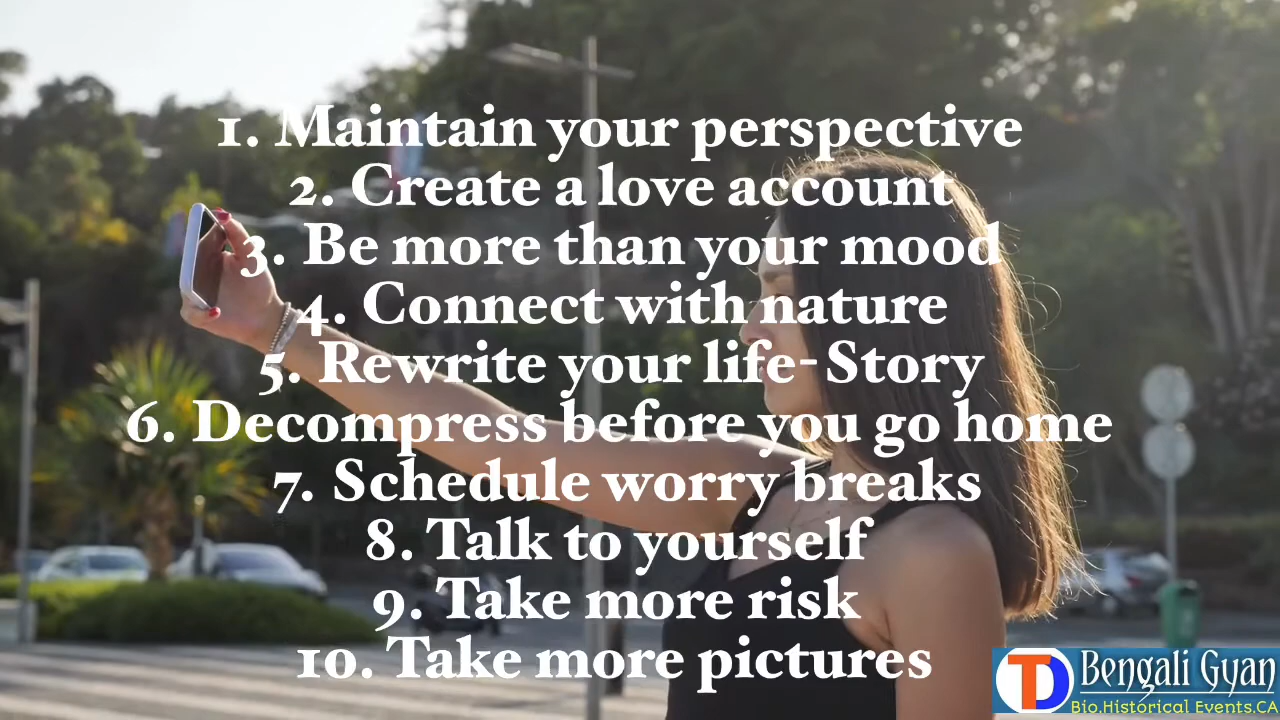 1. Maintain your perspective
2. Create a love account
3. Be more than your mood
4. Connect with nature
5. Rewrite your life-Story
6. Decompress before you go home
7. Schedule worry breaks
8. Talk to yourself
9. Take more risk
10. Take more pictures
TD Bengali Gyan
Bio.Historical Events.CA